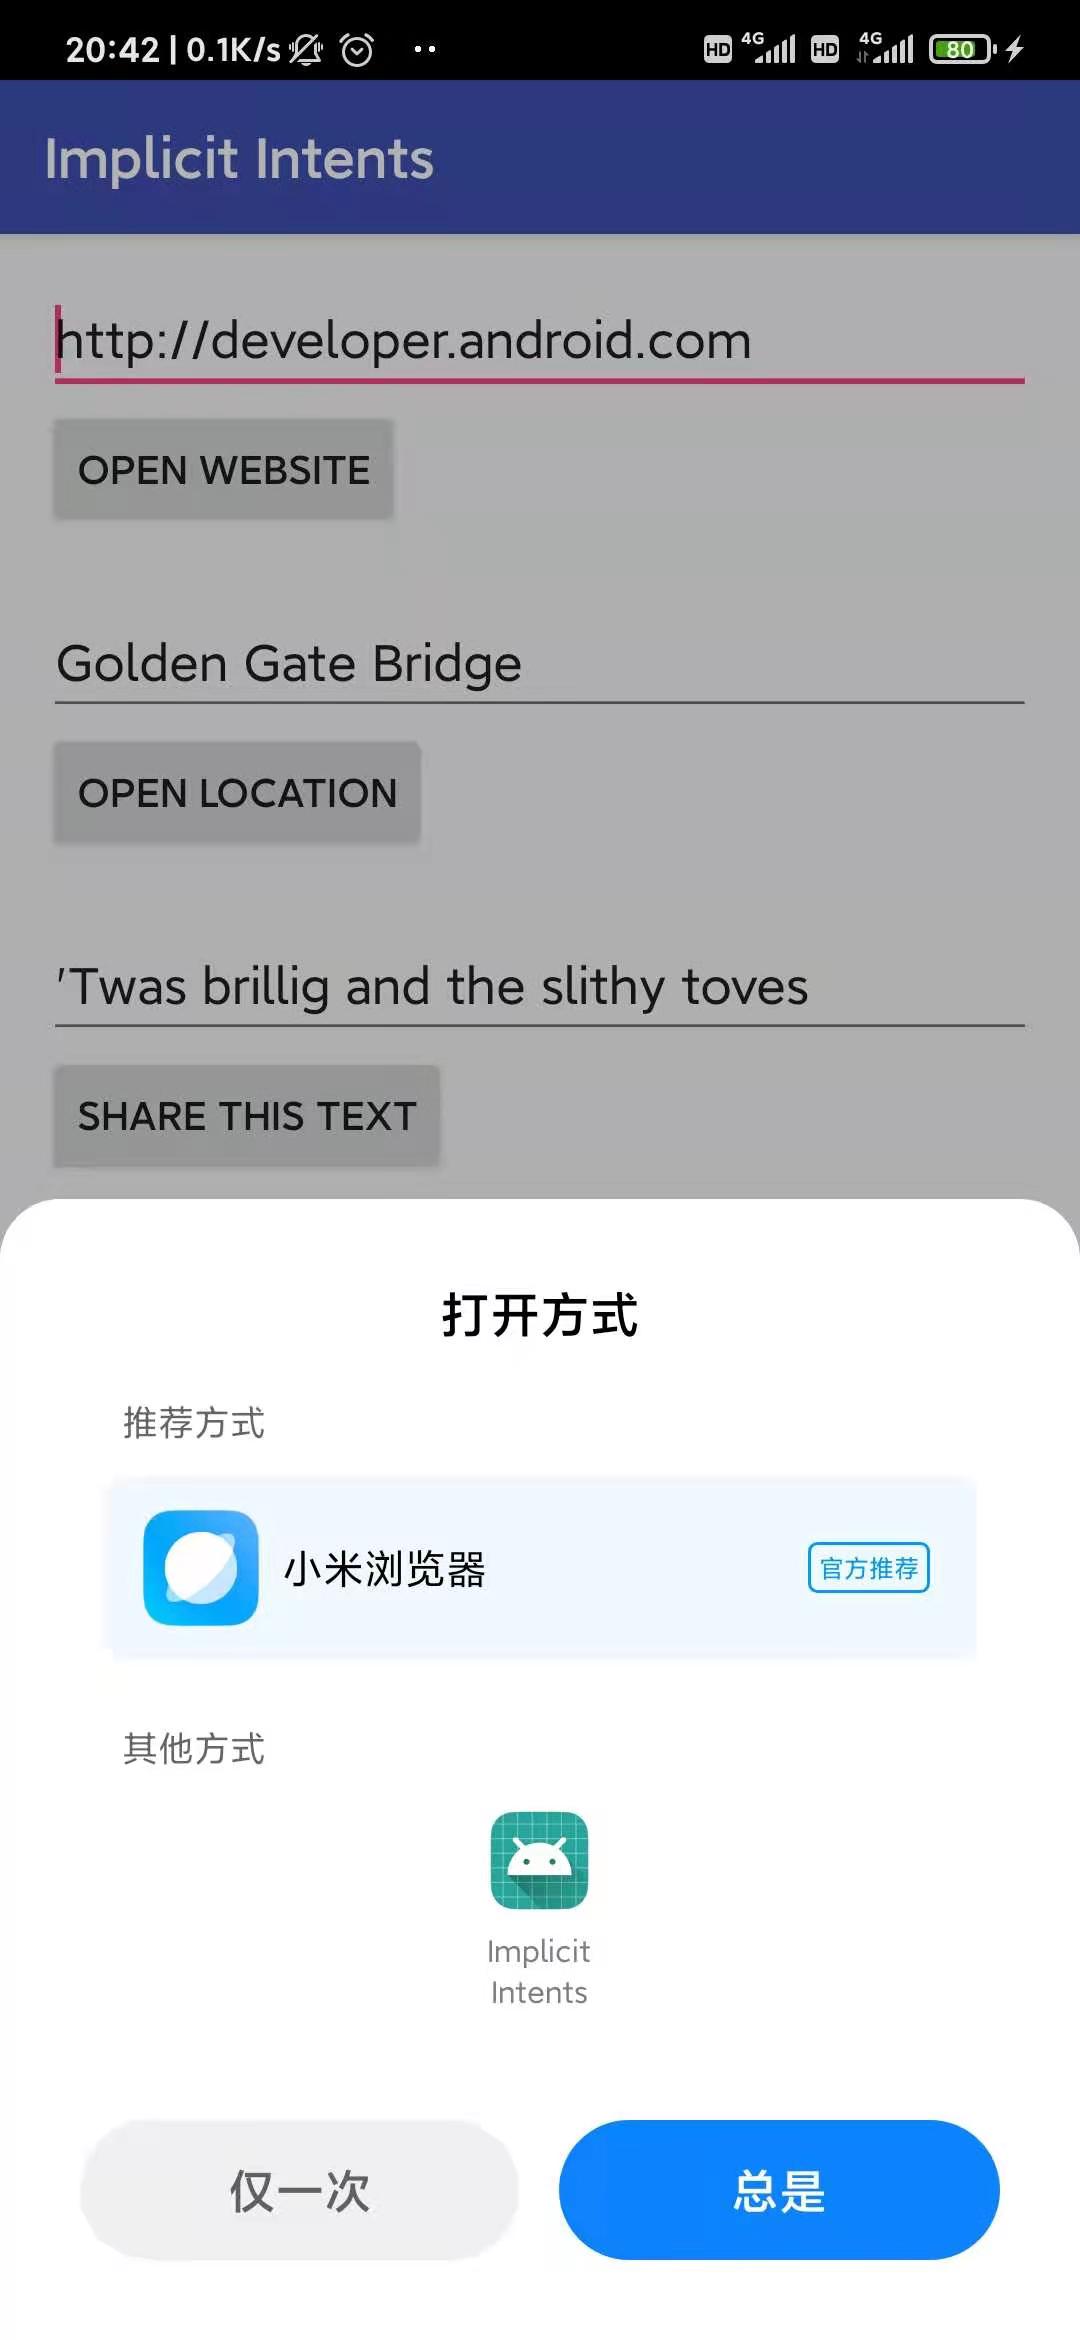 20:42 | 0.1K/s
HD 4G HD 4G 80
Implicit Intents
http://developer.android.com
OPEN WEBSITE
Golden Gate Bridge
OPEN LOCATION
'Twas brillig and the slithy toves
SHARE THIS TEXT
打开方式
推荐方式
小米浏览器
官方推荐
其他方式
Implicit
Intents
仅一次
总是